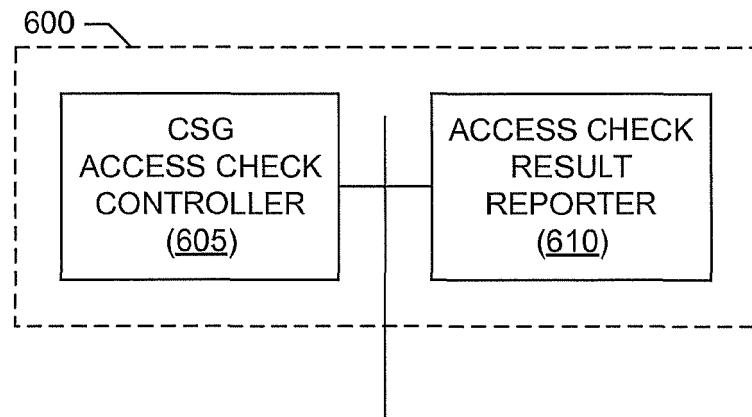 600
CSG
ACCESS CHECK
CONTROLLER
(605)
ACCESS CHECK
RESULT
REPORTER
(610)